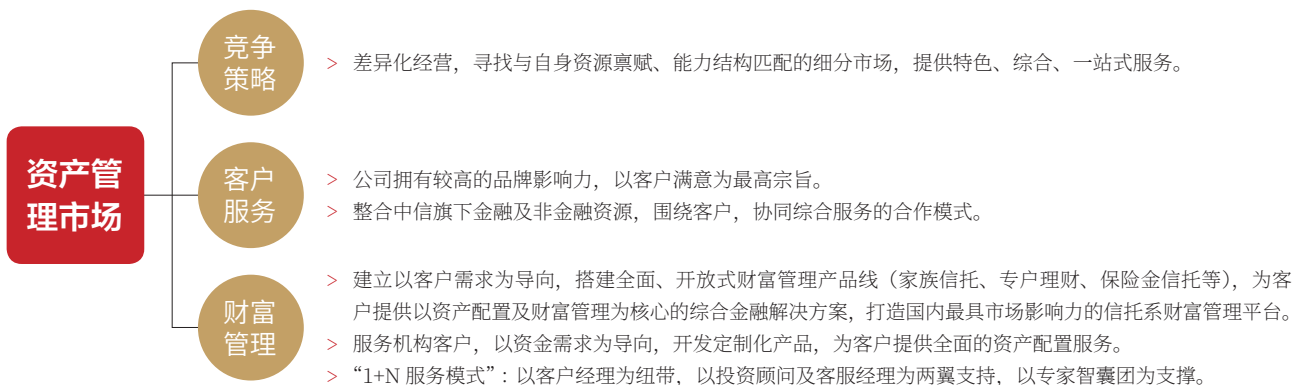 资产管
理市场
竞争
策略
> 差异化经营，寻找与自身资源禀赋、能力结构匹配的细分市场，提供特色、综合、一站式服务。
客户
服务
> 公司拥有较高的品牌影响力，以客户满意为最高宗旨。
> 整合中信旗下金融及非金融资源，围绕客户，协同综合服务的合作模式。
财富
管理
> 建立以客户需求为导向，搭建全面、开放式财富管理产品线（家族信托、专户理财、保险金信托等），为客
户提供以资产配置及财富管理为核心的综合金融解决方案，打造国内最具市场影响力的信托系财富管理平台。
> 服务机构客户，以资金需求为导向，开发定制化产品，为客户提供全面的资产配置服务。
> “1+N 服务模式”：以客户经理为纽带，以投资顾问及客服经理为两翼支持，以专家智囊团为支撑。